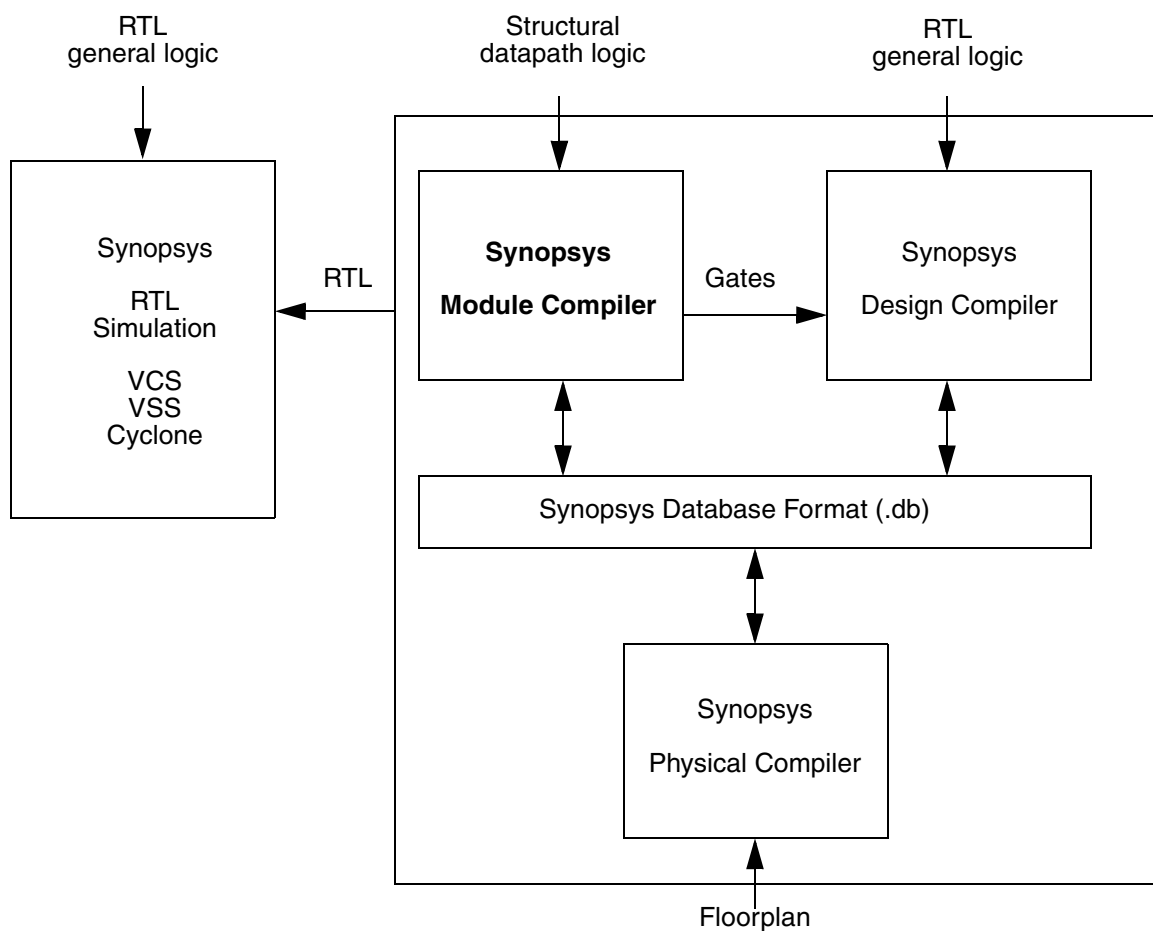 RTL
general logic
Structural
datapath logic
RTL
general logic
Synopsys
RTL
Simulation
VCS
VSS
Cyclone
RTL
Synopsys
Module Compiler
Gates
Synopsys
Design Compiler
Synopsys Database Format (.db)
Synopsys
Physical Compiler
Floorplan